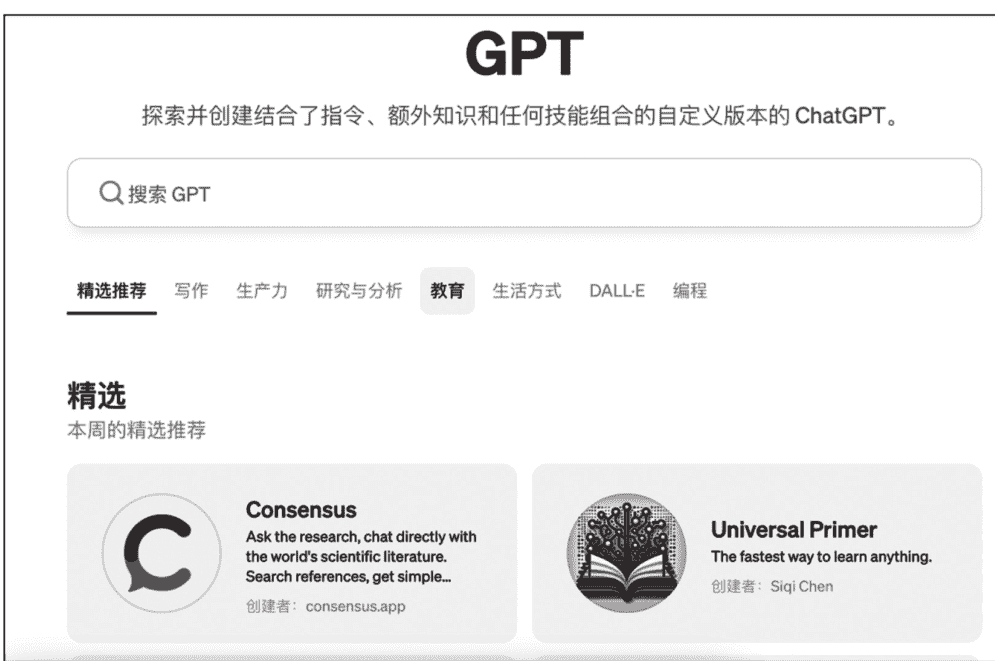 GPT
探索并创建结合了指令、额外知识和任何技能组合的自定义版本的 ChatGPT。
搜索 GPT
精选推荐 写作 生产力 研究与分析 教育 生活方式 DALL·E 编程
精选
本周的精选推荐
Consensus
Ask the research, chat directly with
the world's scientific literature.
Search references, get simple...
创建者：consensus.app
Universal Primer
The fastest way to learn anything.
创建者：Siqi Chen